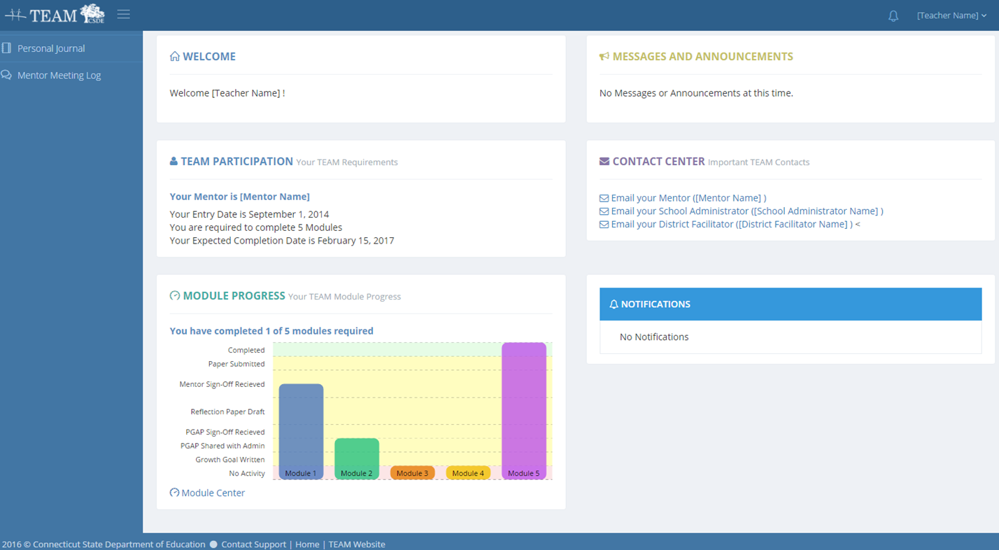 TEAM CSDE
[Teacher Name]
Personal Journal
Mentor Meeting Log
WELCOME
Welcome [Teacher Name] !
MESSAGES AND ANNOUNCEMENTS
No Messages or Announcements at this time.
TEAM PARTICIPATION Your TEAM Requirements
Your Mentor is [Mentor Name]
Your Entry Date is September 1, 2014
You are required to complete 5 Modules
Your Expected Completion Date is February 15, 2017
CONTACT CENTER Important TEAM Contacts
Email your Mentor ([Mentor Name] )
Email your School Administrator ([School Administrator Name] )
Email your District Facilitator ([District Facilitator Name] ) <
MODULE PROGRESS Your TEAM Module Progress
You have completed 1 of 5 modules required
Completed
Paper Submitted
Mentor Sign-Off Recieved
Reflection Paper Draft
PGAP Sign-Off Recieved
PGAP Shared with Admin
Growth Goal Written
No Activity
Module 1 Module 2 Module 3 Module 4 Module 5
Module Center
NOTIFICATIONS
No Notifications
2016 © Connecticut State Department of Education ● Contact Support | Home | TEAM Website